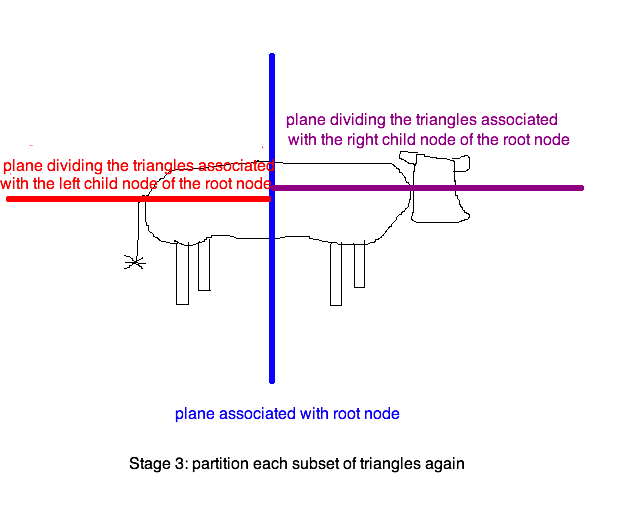 plane dividing the triangles associated
with the right child node of the root node
plane dividing the triangles associated
with the left child node of the root node
plane associated with root node
Stage 3: partition each subset of triangles again